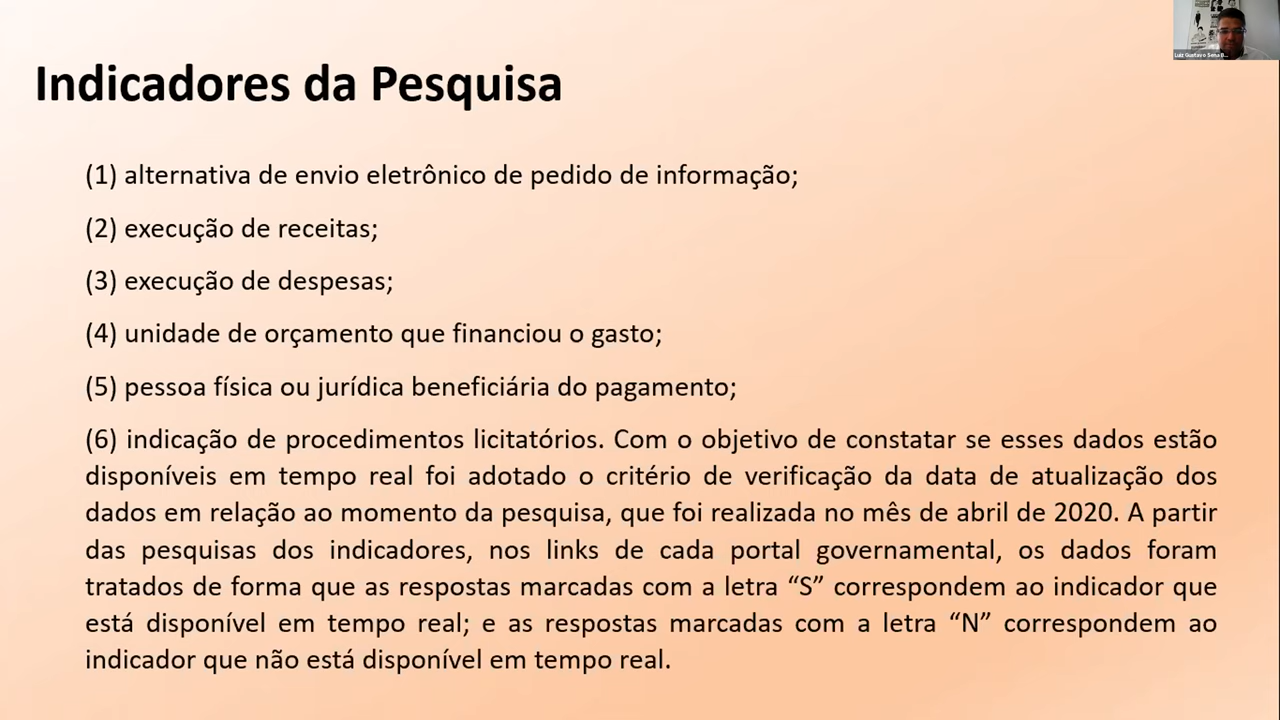 Luiz Gustavo Sena B...
Indicadores da Pesquisa
(1) alternativa de envio eletrônico de pedido de informação;
(2) execução de receitas;
(3) execução de despesas;
(4) unidade de orçamento que financiou o gasto;
(5) pessoa física ou jurídica beneficiária do pagamento;
(6) indicação de procedimentos licitatórios. Com o objetivo de constatar se esses dados estão
disponíveis em tempo real foi adotado o critério de verificação da data de atualização dos
dados em relação ao momento da pesquisa, que foi realizada no mês de abril de 2020. A partir
das pesquisas dos indicadores, nos links de cada portal governamental, os dados foram
tratados de forma que as respostas marcadas com a letra “S” correspondem ao indicador que
está disponível em tempo real; e as respostas marcadas com a letra “N” correspondem ao
indicador que não está disponível em tempo real.